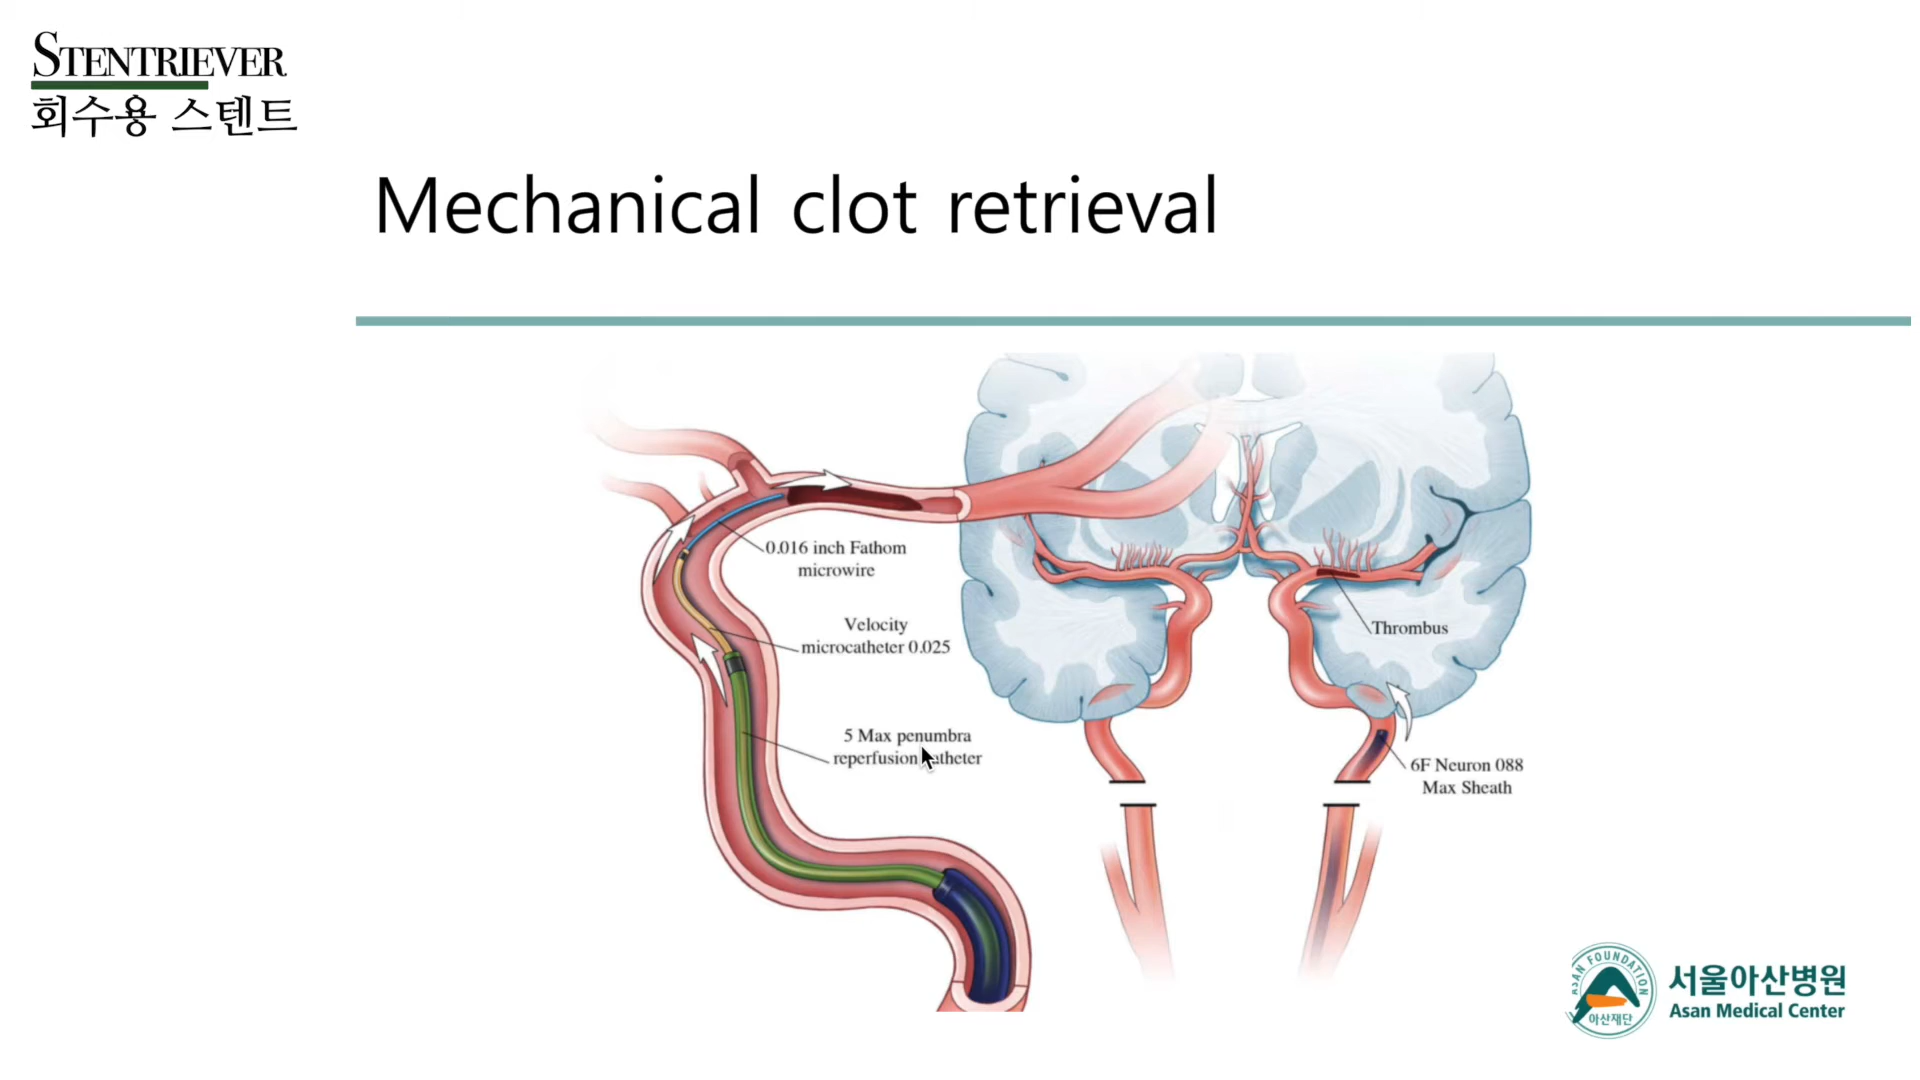 STENTRIEVER
회수용 스텐트
Mechanical clot retrieval
0.016 inch Fathom
microwire
Velocity
microcatheter 0.025
5 Max penumbra
reperfusion catheter
Thrombus
6F Neuron 088
Max Sheath
ASAN FOUNDATION
아산재단
서울아산병원
Asan Medical Center